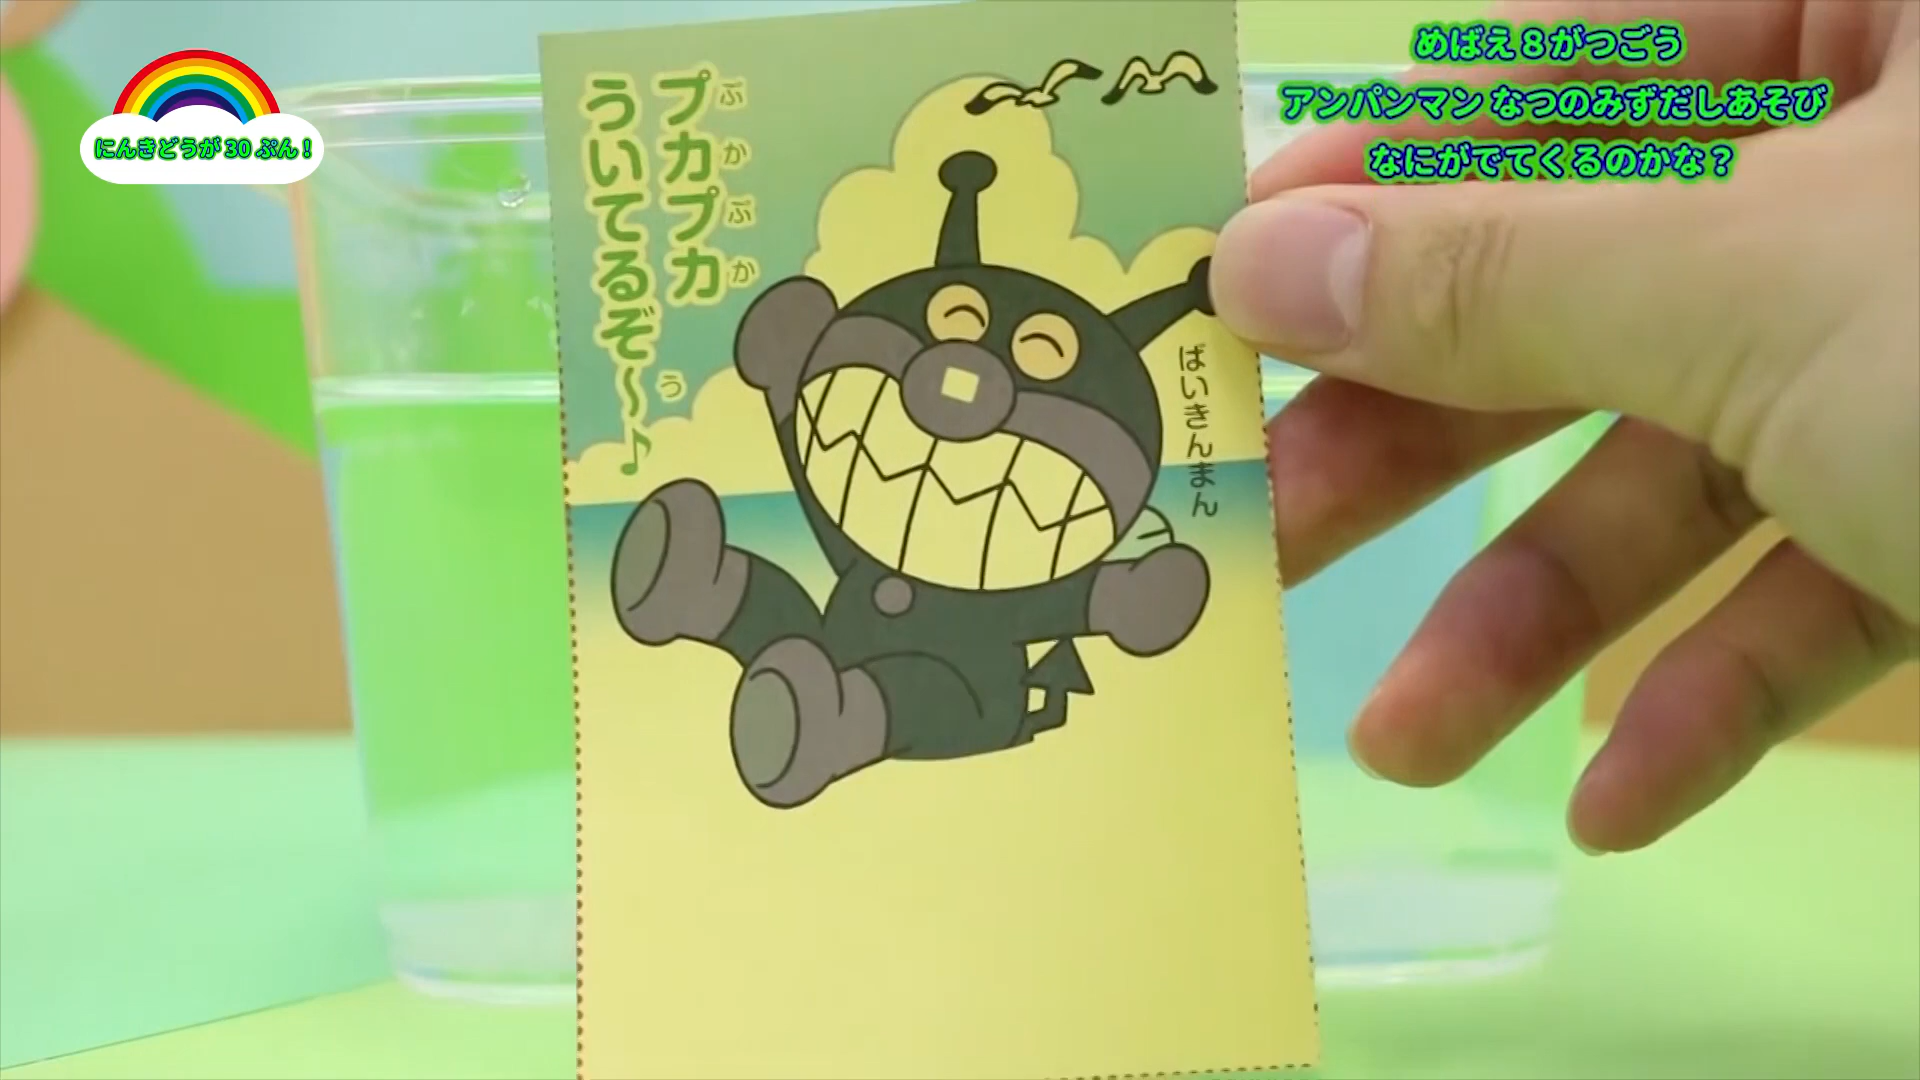 にんきどうが30ぷん！
めばえ８がつごう
アンパンマン なつのみずだしあそび
なにがでてくるのかな？
プカプカ
ぷかぷか
ういてるぞ～♪
う
ばいきんまん